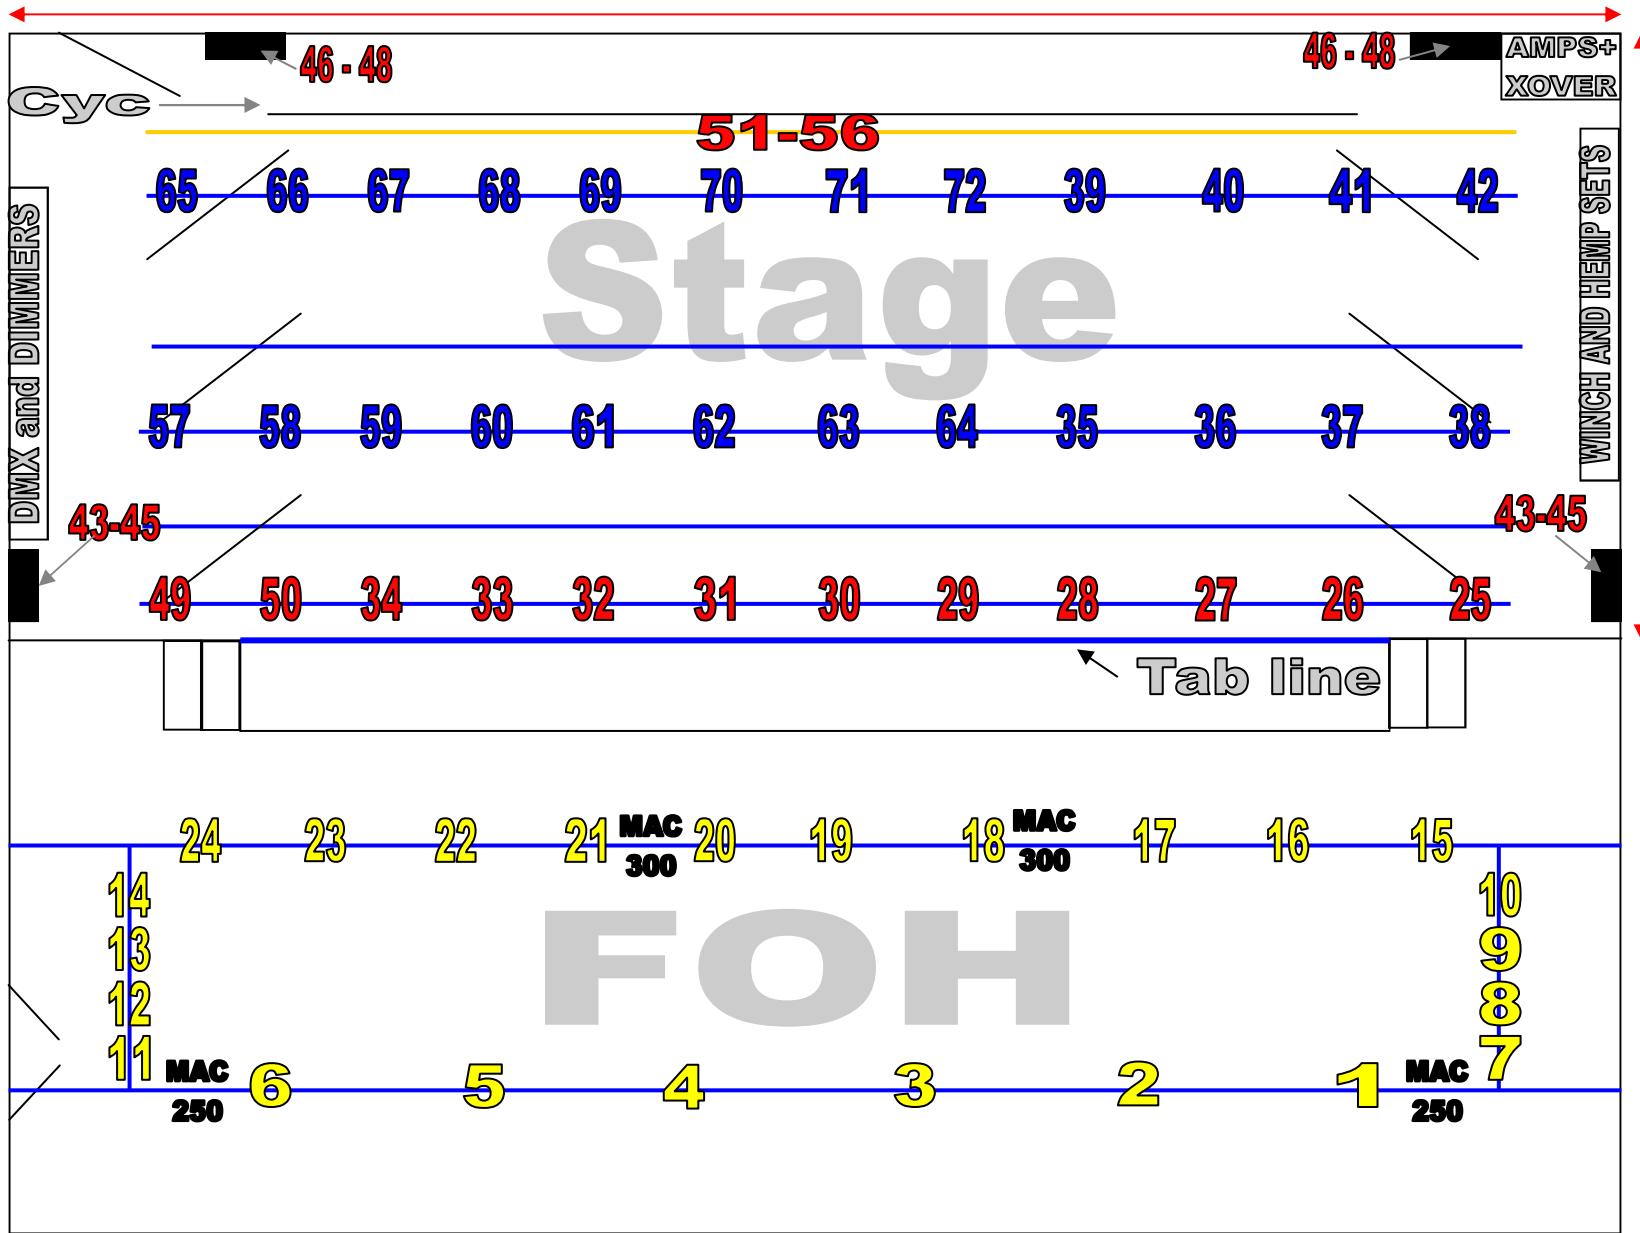 46 - 48
46 - 48
AMPS+
XOVER
Cyc
51-56
65 66 67 68 69 70 71 72 39 40 41 42
Stage
DMX and DIMMERS
WINCH AND HEMP SETS
57 58 59 60 61 62 63 64 35 36 37 38
43-45
43-45
49 50 34 33 32 31 30 29 28 27 26 25
Tab line
24 23 22 21 MAC 300 20 19 18 MAC 300 17 16 15
14
13
12
11
10
9
8
7
FOH
MAC 250 6 5 4 3 2 1 MAC 250